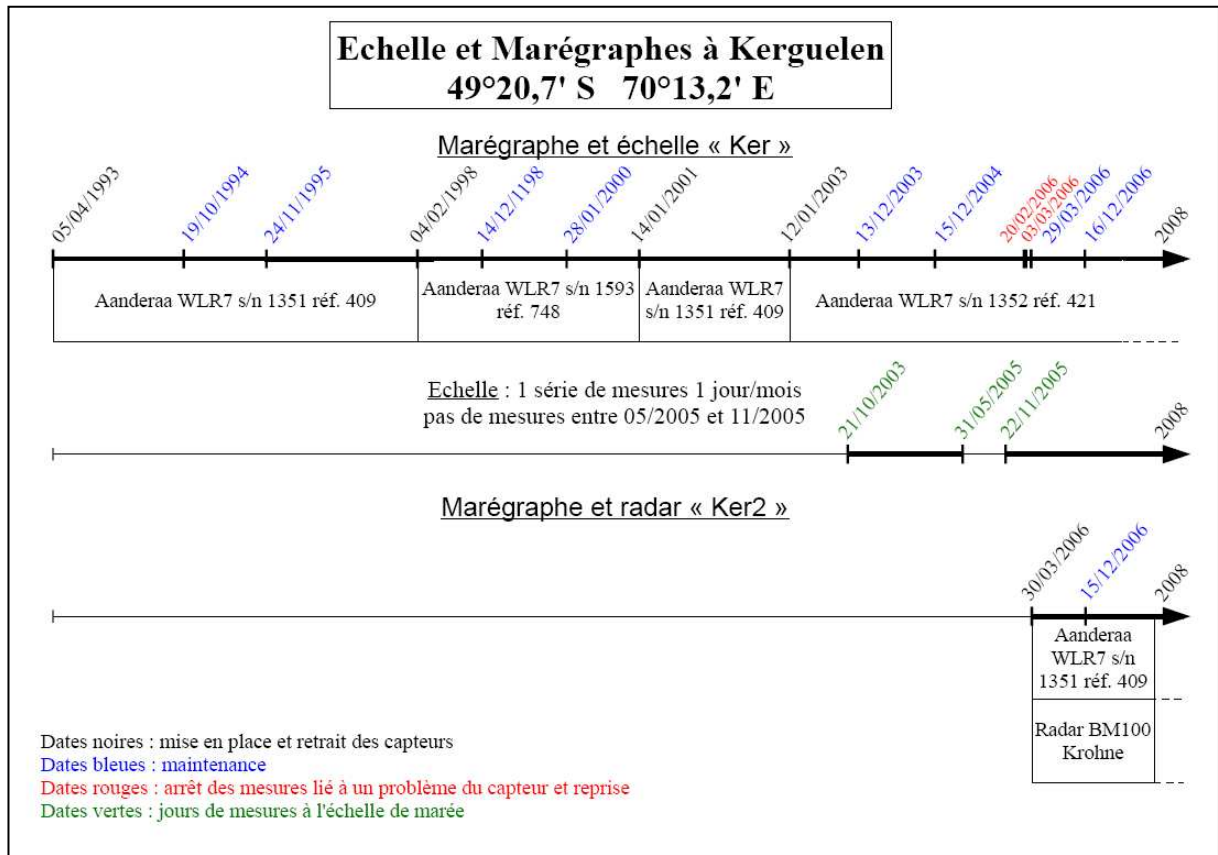 Echelle et Marégraphes à Kerguelen
49°20,7' S 70°13,2' E
Marégraphe et échelle « Ker »
05/04/1993
19/10/1994
24/11/1995
04/02/1998
14/12/1198
28/01/2000
14/01/2001
12/01/2003
13/12/2003
15/12/2004
20/02/2006
03/03/2006
29/03/2006
16/12/2006
2008
Aanderaa WLR7 s/n 1351 réf. 409
Aanderaa WLR7 s/n 1593
réf. 748
Aanderaa WLR7
s/n 1351 réf. 409
Aanderaa WLR7 s/n 1352 réf. 421
Echelle : 1 série de mesures 1 jour/mois
pas de mesures entre 05/2005 et 11/2005
21/10/2003
31/05/2005
22/11/2005
2008
Marégraphe et radar « Ker2 »
30/03/2006
15/12/2006
2008
Aanderaa
WLR7 s/n
1351 réf. 409
Radar BM100
Krohne
Dates noires : mise en place et retrait des capteurs
Dates bleues : maintenance
Dates rouges : arrêt des mesures lié à un problème du capteur et reprise
Dates vertes : jours de mesures à l'échelle de marée